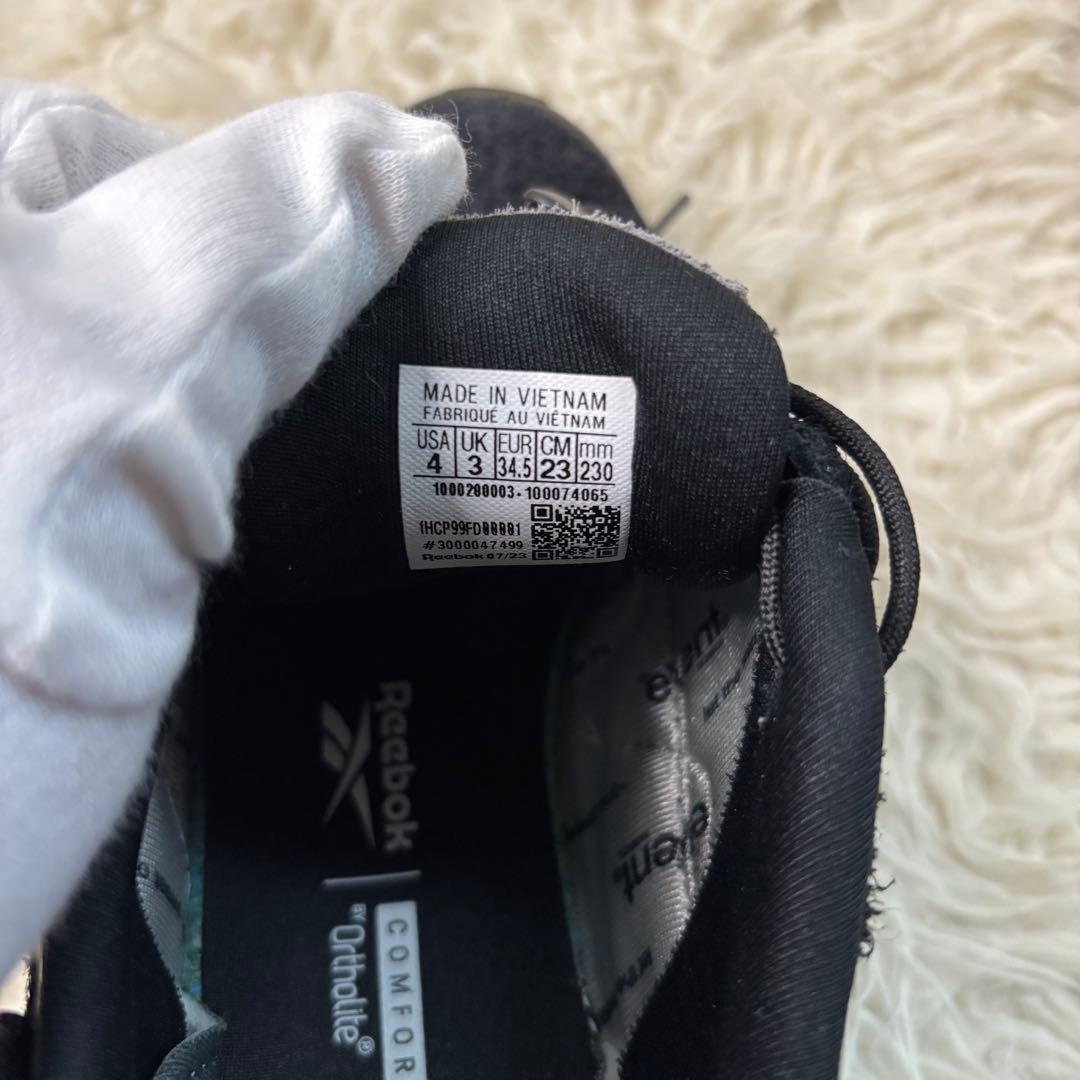 MADE IN VIETNAM
FABRIQUÉ AU VIÊTNAM
USA UK EUR CM mm
4 3 34.5 23 230
1000200003-100074065
1HCP99FD00001
#3000047499
Reebok 07/23
Reebok
BY Ortholite®
COMFOR
event